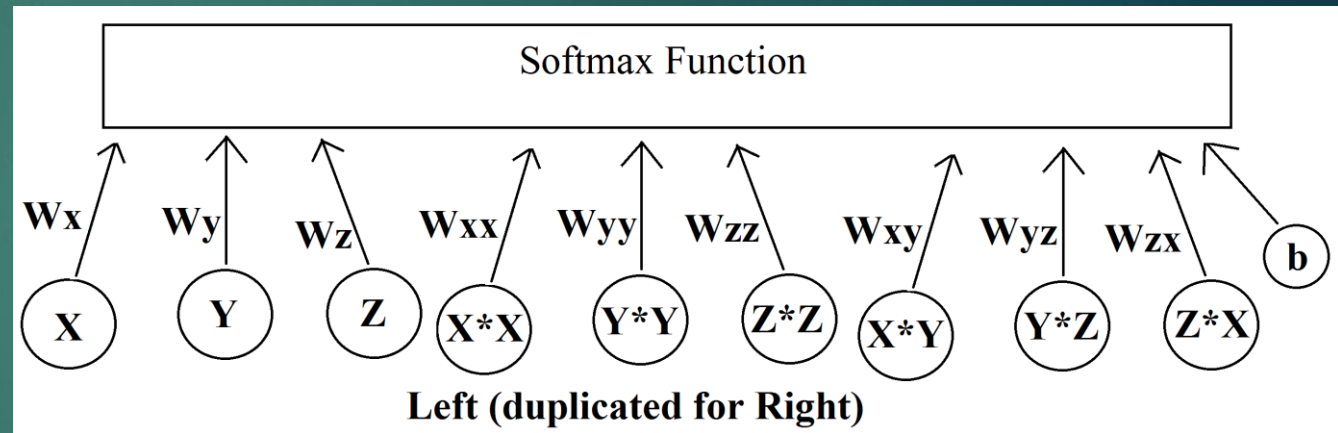 Softmax Function
Wx
Wy
Wz
Wxx
Wyy
Wzz
Wxy
Wyz
Wzx
b
X
Y
Z
X*X
Y*Y
Z*Z
X*Y
Y*Z
Z*X
Left (duplicated for Right)